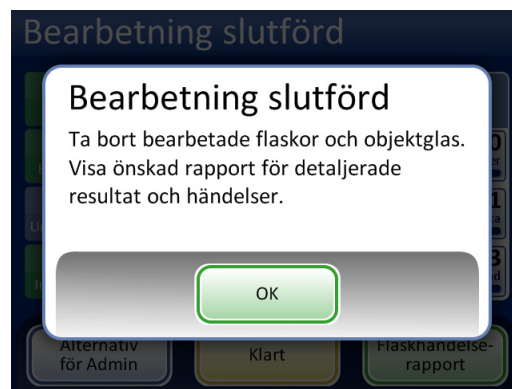 Bearbetning slutförd
Bearbetning slutförd
Ta bort bearbetade flaskor och objektglas.
Visa önskad rapport för detaljerade
resultat och händelser.
OK
Alternativ
för Admin
Klart
Flaskhändelse-
rapport